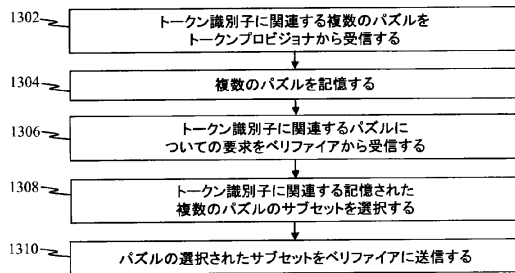 1302
トークン識別子に関連する複数のパズルを
トークンプロビジョナから受信する
1304
複数のパズルを記憶する
1306
トークン識別子に関連するパズルに
ついての要求をベリファイアから受信する
1308
トークン識別子に関連する記憶された
複数のパズルのサブセットを選択する
1310
パズルの選択されたサブセットをベリファイアに送信する